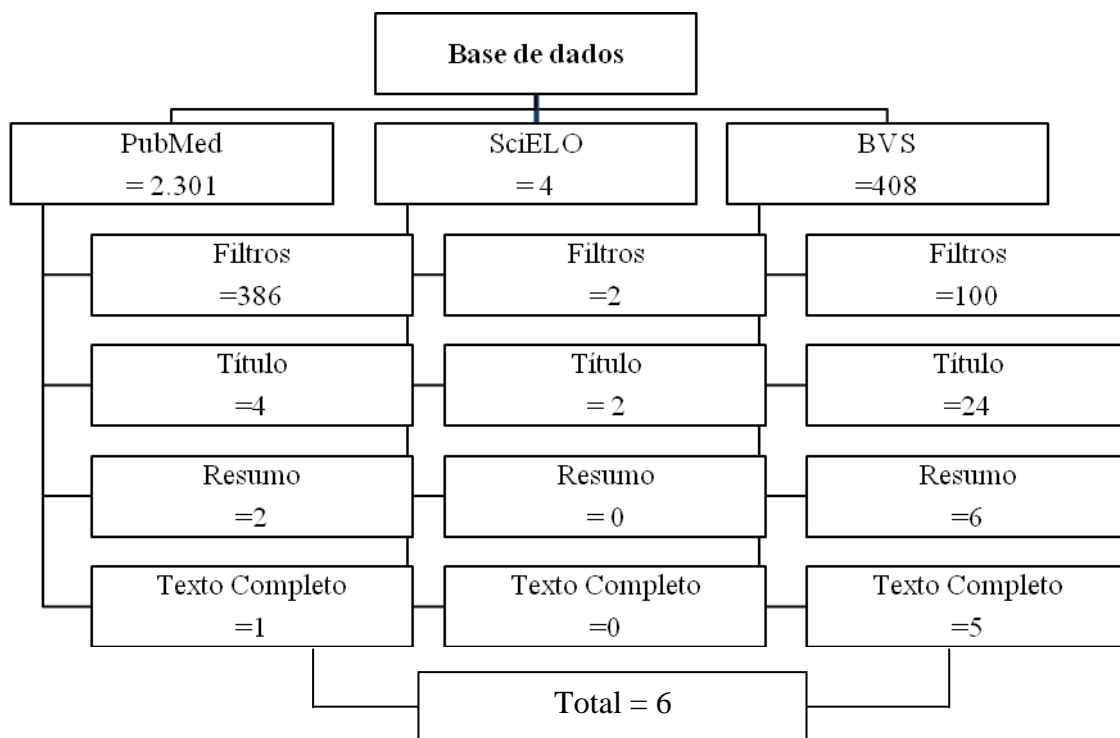 Base de dados
PubMed
= 2.301
SciELO
= 4
BVS
=408
Filtros
=386
Filtros
=2
Filtros
=100
Título
=4
Título
= 2
Título
=24
Resumo
=2
Resumo
= 0
Resumo
=6
Texto Completo
=1
Texto Completo
=0
Texto Completo
=5
Total = 6